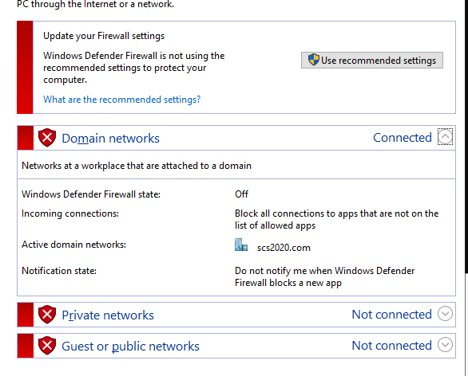 PC through the Internet or a network.
Update your Firewall settings
Windows Defender Firewall is not using the
recommended settings to protect your
computer.
Use recommended settings
What are the recommended settings?
Domain networks Connected
Networks at a workplace that are attached to a domain
Windows Defender Firewall state: Off
Incoming connections: Block all connections to apps that are not on the
list of allowed apps
Active domain networks: scs2020.com
Notification state: Do not notify me when Windows Defender
Firewall blocks a new app
Private networks Not connected
Guest or public networks Not connected